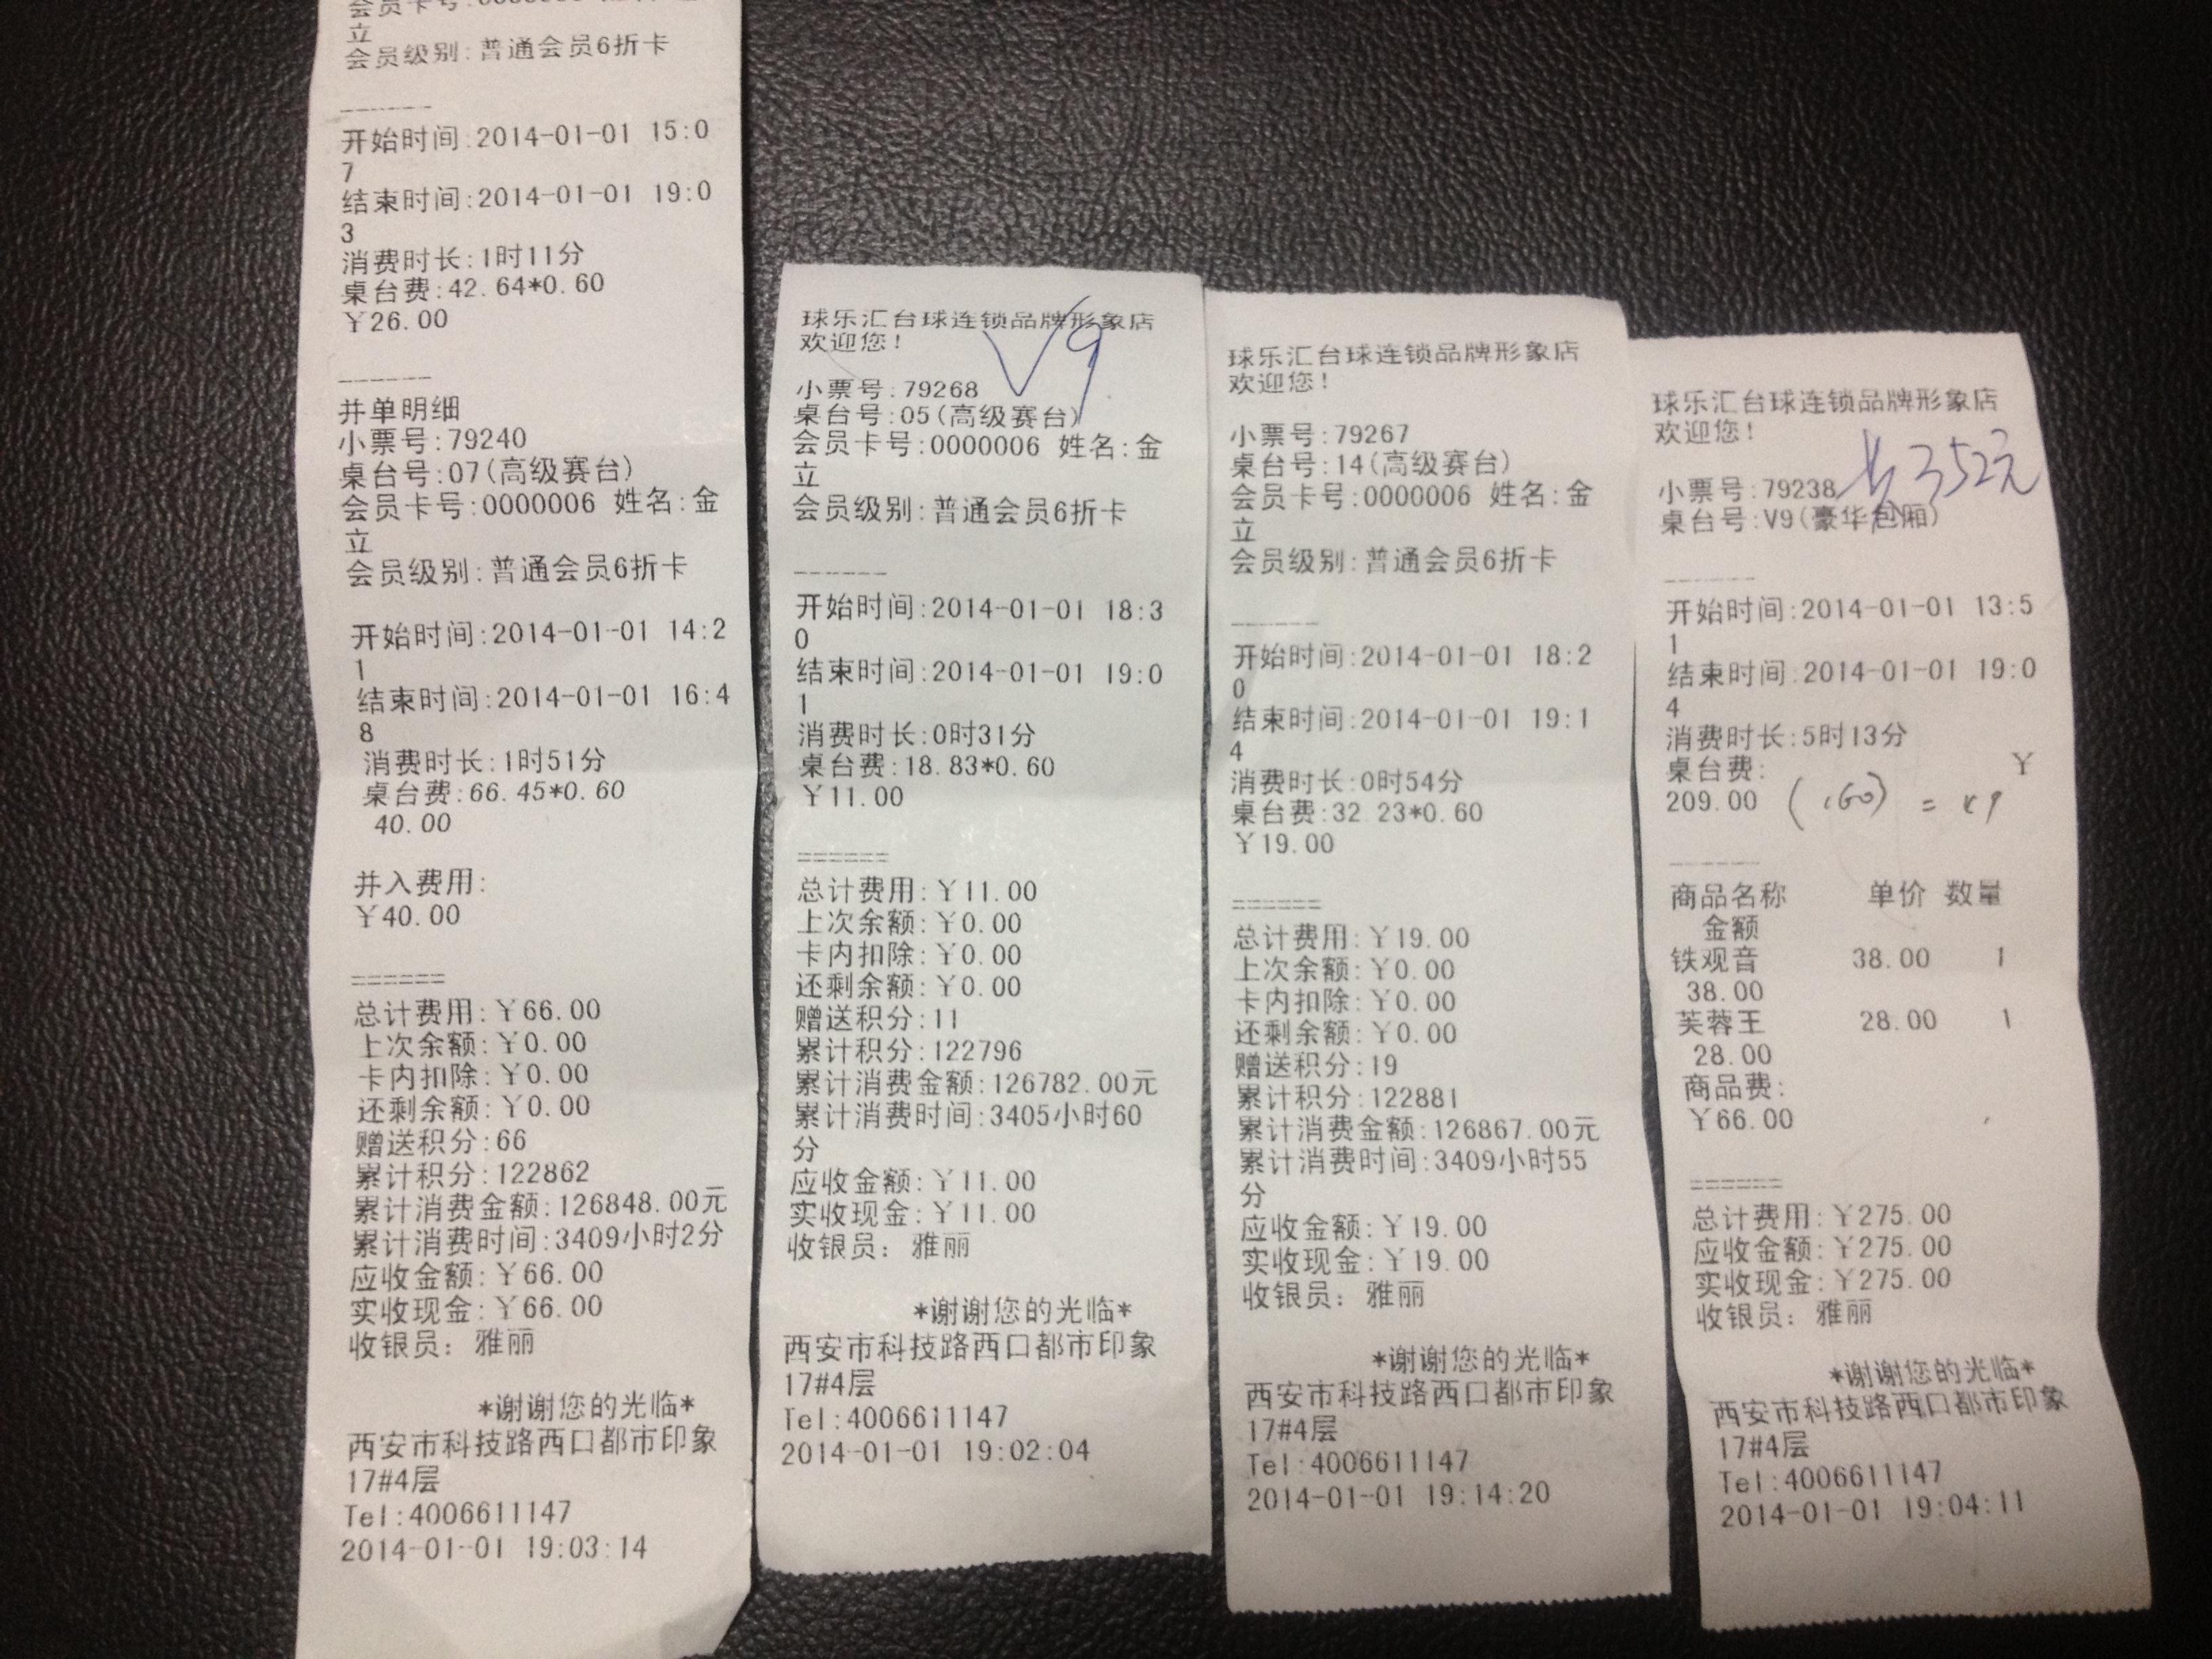 立
会员级别:普通会员6折卡
------
开始时间:2014-01-01 15:0
7
结束时间:2014-01-01 19:0
3
消费时长:1时11分
桌台费:42.64*0.60
￥26.00
------
并单明细
小票号:79240
桌台号:07(高级赛台)
会员卡号:0000006 姓名:金
立
会员级别:普通会员6折卡
开始时间:2014-01-01 14:2
1
结束时间:2014-01-01 16:4
8
消费时长:1时51分
桌台费:66.45*0.60
40.00
并入费用:
￥40.00
======
总计费用:￥66.00
上次余额:￥0.00
卡内扣除:￥0.00
还剩余额:￥0.00
赠送积分:66
累计积分:122862
累计消费金额:126848.00元
累计消费时间:3409小时2分
应收金额:￥66.00
实收现金:￥66.00
收银员: 雅丽
*谢谢您的光临*
西安市科技路西口都市印象
17#4层
Tel:4006611147
2014-01-01 19:03:14
球乐汇台球连锁品牌形象店
欢迎您!
V9
小票号:79268
桌台号:05(高级赛台)
会员卡号:0000006 姓名:金
立
会员级别:普通会员6折卡
------
开始时间:2014-01-01 18:3
0
结束时间:2014-01-01 19:0
1
消费时长:0时31分
桌台费:18.83*0.60
￥11.00
======
总计费用:￥11.00
上次余额:￥0.00
卡内扣除:￥0.00
还剩余额:￥0.00
赠送积分:11
累计积分:122796
累计消费金额:126782.00元
累计消费时间:3405小时60
分
应收金额:￥11.00
实收现金:￥11.00
收银员: 雅丽
*谢谢您的光临*
西安市科技路西口都市印象
17#4层
Tel:4006611147
2014-01-01 19:02:04
球乐汇台球连锁品牌形象店
欢迎您!
小票号:79267
桌台号:14(高级赛台)
会员卡号:0000006 姓名:金
立
会员级别:普通会员6折卡
------
开始时间:2014-01-01 18:2
0
结束时间:2014-01-01 19:1
4
消费时长:0时54分
桌台费:32.23*0.60
￥19.00
======
总计费用:￥19.00
上次余额:￥0.00
卡内扣除:￥0.00
还剩余额:￥0.00
赠送积分:19
累计积分:122881
累计消费金额:126867.00元
累计消费时间:3409小时55
分
应收金额:￥19.00
实收现金:￥19.00
收银员: 雅丽
*谢谢您的光临*
西安市科技路西口都市印象
17#4层
Tel:4006611147
2014-01-01 19:14:20
球乐汇台球连锁品牌形象店
欢迎您!
352元
小票号:79238
桌台号:V9(豪华包厢)
------
开始时间:2014-01-01 13:5
1
结束时间:2014-01-01 19:0
4
消费时长:5时13分
桌台费: ￥
209.00
------
商品名称 单价 数量
金额
铁观音 38.00 1
38.00
芙蓉王 28.00 1
28.00
商品费:
￥66.00
======
总计费用:￥275.00
应收金额:￥275.00
实收现金:￥275.00
收银员: 雅丽
*谢谢您的光临*
西安市科技路西口都市印象
17#4层
Tel:4006611147
2014-01-01 19:04:11